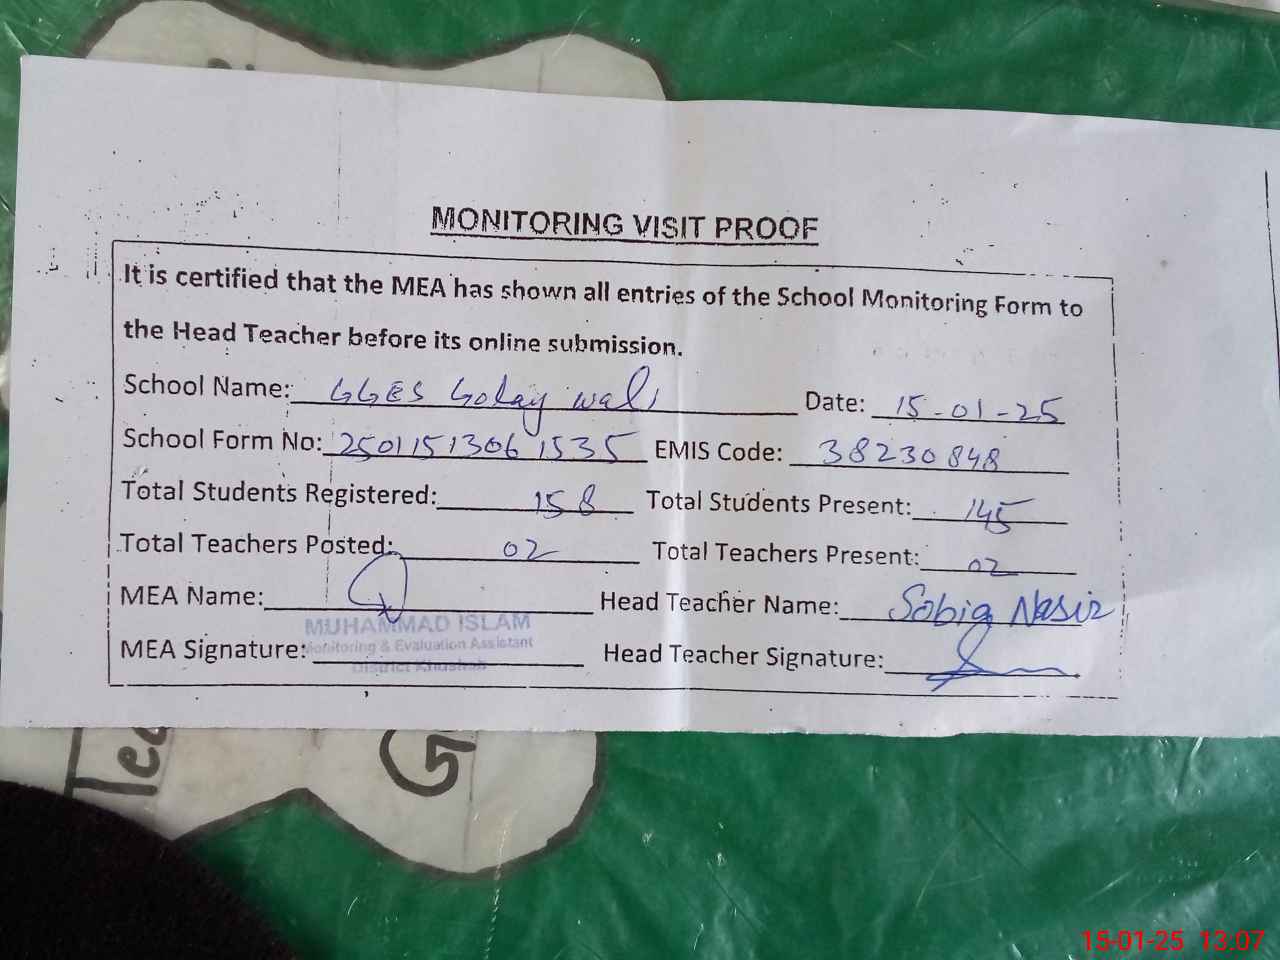 MONITORING VISIT PROOF
It is certified that the MEA has shown all entries of the School Monitoring Form to
the Head Teacher before its online submission.
School Name: GGES Golay wali Date: 15-01-25
School Form No: 2501151306 1535 EMIS Code: 38230848
Total Students Registered: 158 Total Students Present: 145
Total Teachers Posted: 02 Total Teachers Present: 02
MEA Name: Head Teacher Name: Sobia Nasir
MUHAMMAD ISLAM
Monitoring & Evaluation Assistant
MEA Signature: Head Teacher Signature:
District Khushab
Tea
G
15-01-25 13:07